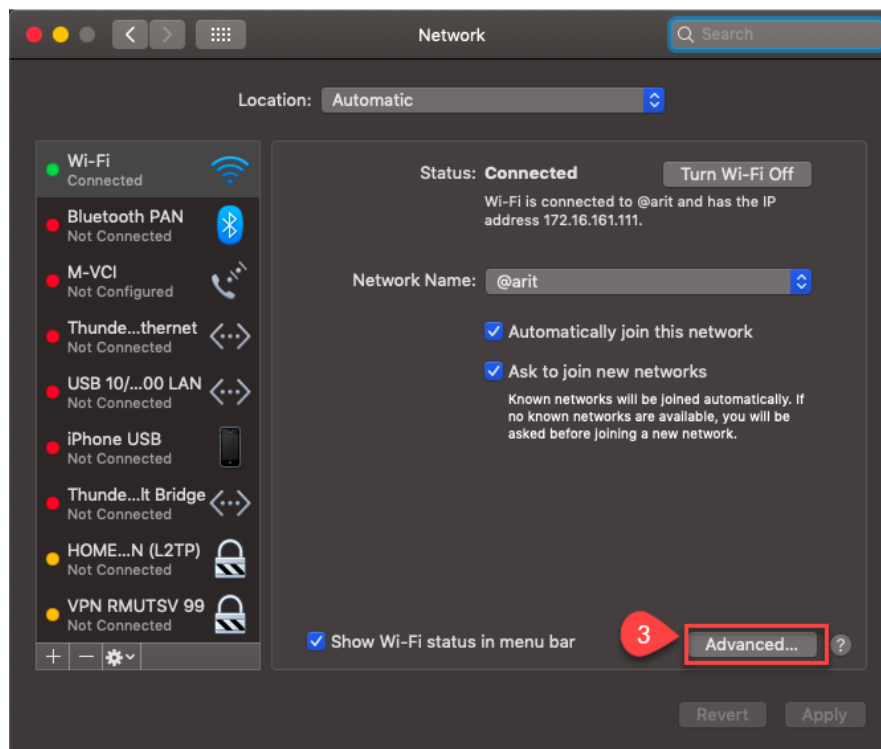 Network
Search
Location: Automatic
Wi-Fi
Connected
Bluetooth PAN
Not Connected
M-VCI
Not Configured
Thunde...thernet
Not Connected
USB 10/...00 LAN
Not Connected
iPhone USB
Not Connected
Thunde...lt Bridge
Not Connected
HOME...N (L2TP)
Not Connected
VPN RMUTSV 99
Not Connected
Status: Connected
Turn Wi-Fi Off
Wi-Fi is connected to @arit and has the IP
address 172.16.161.111.
Network Name: @arit
Automatically join this network
Ask to join new networks
Known networks will be joined automatically. If
no known networks are available, you will be
asked before joining a new network.
Show Wi-Fi status in menu bar
3
Advanced...
?
Revert
Apply